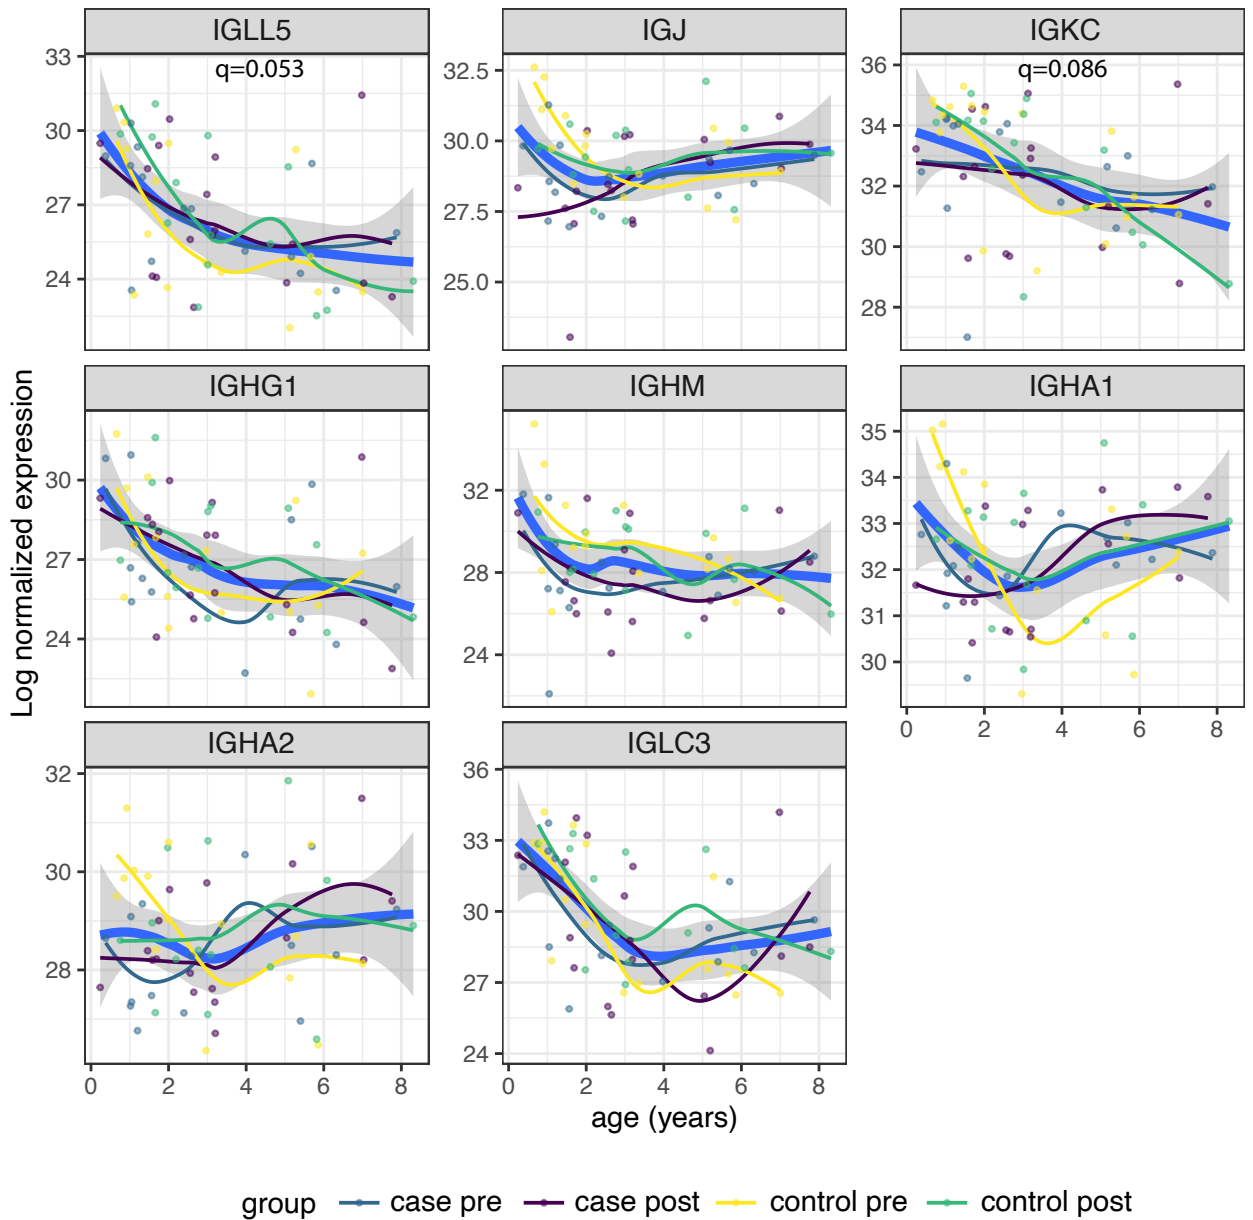 IGLL5 IGJ IGKC
q=0.053 q=0.086
33 30 27 24
32.5 30.0 27.5 25.0
36 34 32 30 28
IGHG1 IGHM IGHA1
30 27 24
32 28 24
35 34 33 32 31 30
0 2 4 6 8
Log normalized expression
IGHA2 IGLC3
32 30 28
36 33 30 27 24
0 2 4 6 8 0 2 4 6 8
age (years)
group case pre case post control pre control post